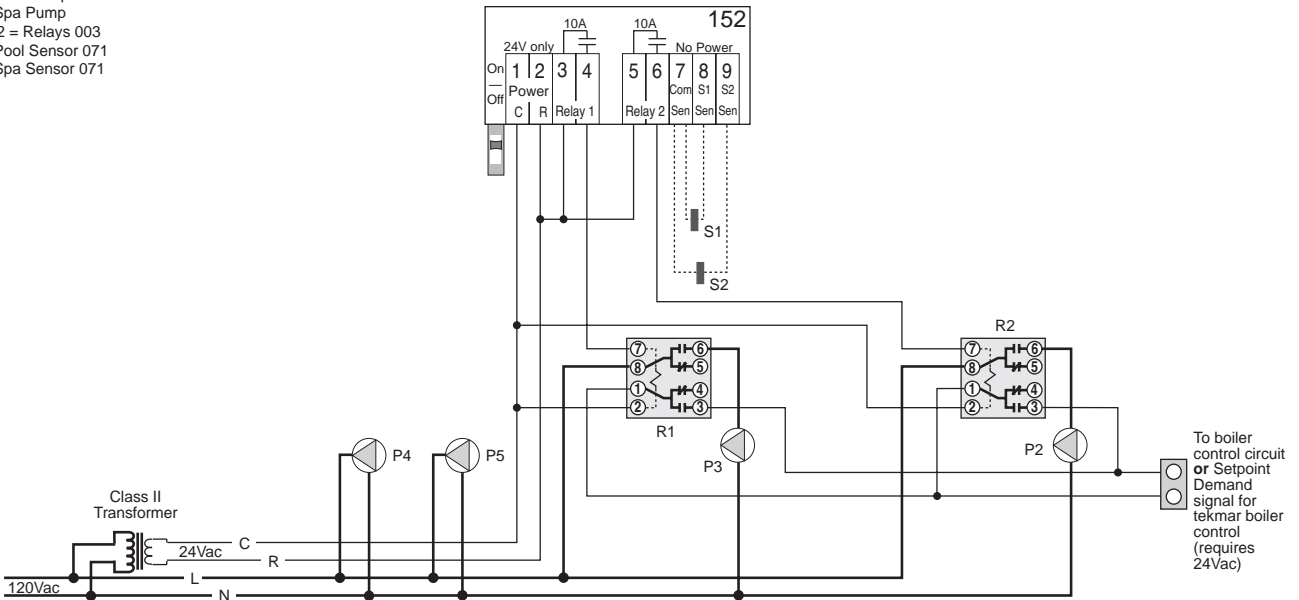 Spa Pump
2 = Relays 003
Pool Sensor 071
Spa Sensor 071
152
10A
10A
24V only
No Power
On
Off
1 2 3 4
5 6 7 8 9
Power
Com S1 S2
C R Relay 1
Relay 2 Sen Sen Sen
S1
S2
R2
7 6
8 5
1 4
2 3
R1
7 6
8 5
1 4
2 3
P4
P5
P3
P2
To boiler
control circuit
or Setpoint
Demand
signal for
tekmar boiler
control
(requires
24Vac)
Class II
Transformer
C
24Vac
R
L
120Vac
N